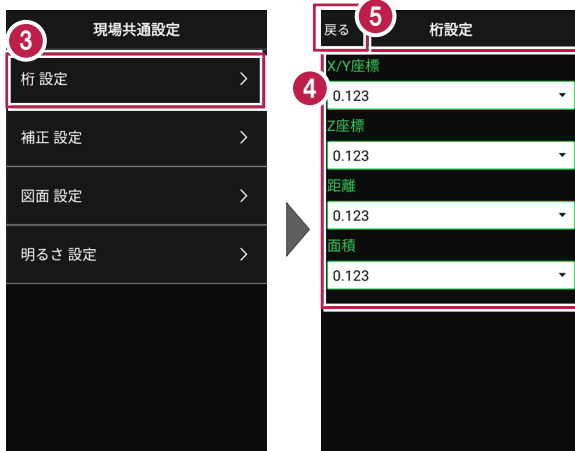 現場共通設定
3
桁 設定
補正 設定
図面 設定
明るさ 設定
5
戻る
桁設定
4
X/Y座標
0.123
Z座標
0.123
距離
0.123
面積
0.123